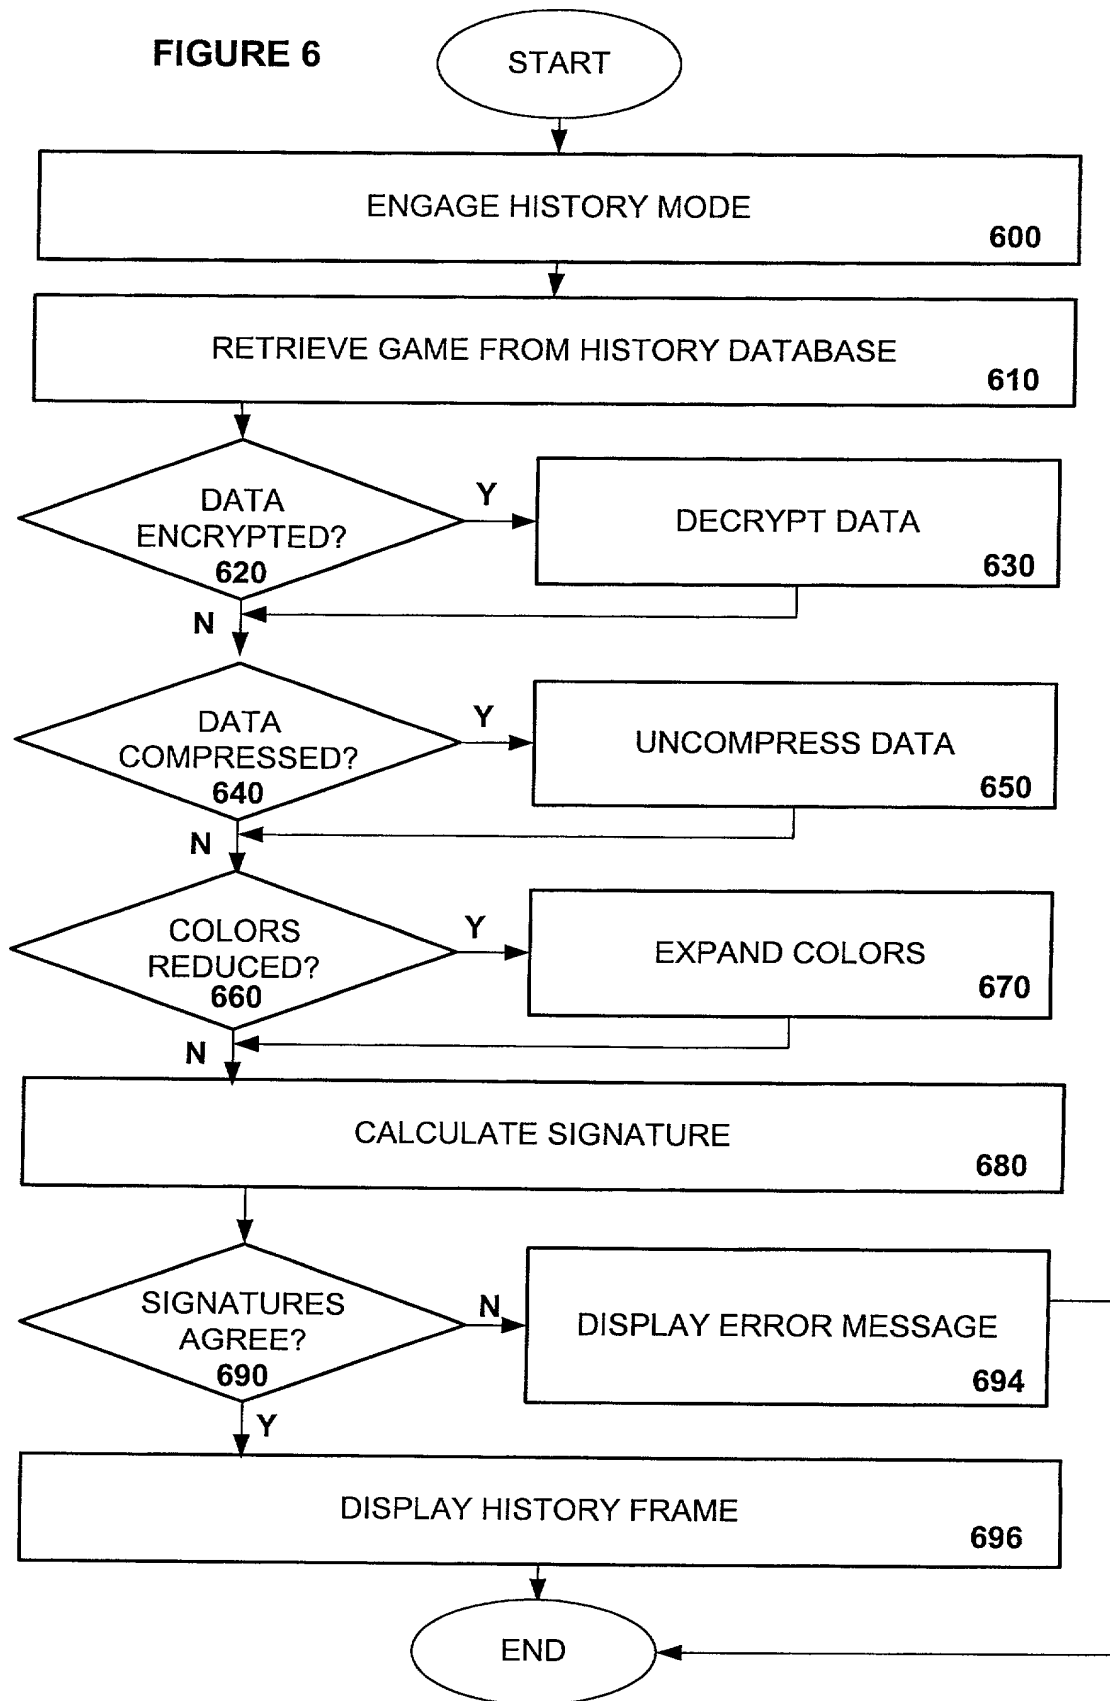 FIGURE 6
START
ENGAGE HISTORY MODE
600
RETRIEVE GAME FROM HISTORY DATABASE
610
DATA
ENCRYPTED?
620
Y
DECRYPT DATA
630
N
DATA
COMPRESSED?
640
Y
UNCOMPRESS DATA
650
N
COLORS
REDUCED?
660
Y
EXPAND COLORS
670
N
CALCULATE SIGNATURE
680
SIGNATURES
AGREE?
690
N
DISPLAY ERROR MESSAGE
694
Y
DISPLAY HISTORY FRAME
696
END